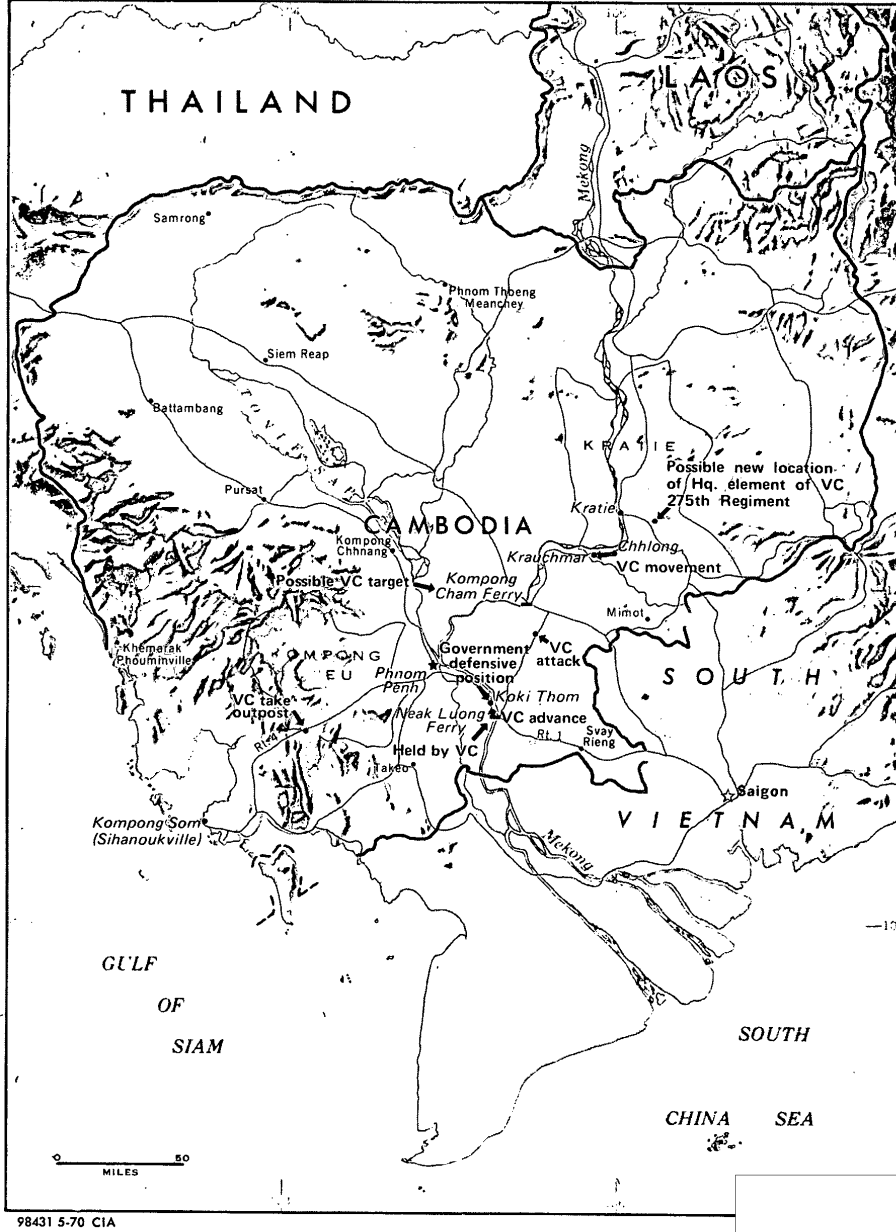 THAILAND
LAOS
Mekong
Samrong
Phnom Thbeng
Meanchey
Siem Reap
Battambang
KRATIE
Possible new location
of Hq. element of VC
275th Regiment
Pursat
Kratie
CAMBODIA
Kompong
Chhnang
Chhlong
Krauchmar
VC movement
Possible VC target
Kompong
Cham Ferry
Mimot
VC
attack
Government
defensive
position
Khemarak
Phouminville
Phnom
Penh
SOUTH
VC take
outpost
Koki Thom
Neak Luong
Ferry
VC advance
Rt. 4
Rt. 1
Svay
Rieng
Held by VC
Takeo
Saigon
Kompong Som
(Sihanoukville)
VIETNAM
Mekong
GULF
OF
SIAM
SOUTH
CHINA SEA
0 50
MILES
98431 5-70 CIA